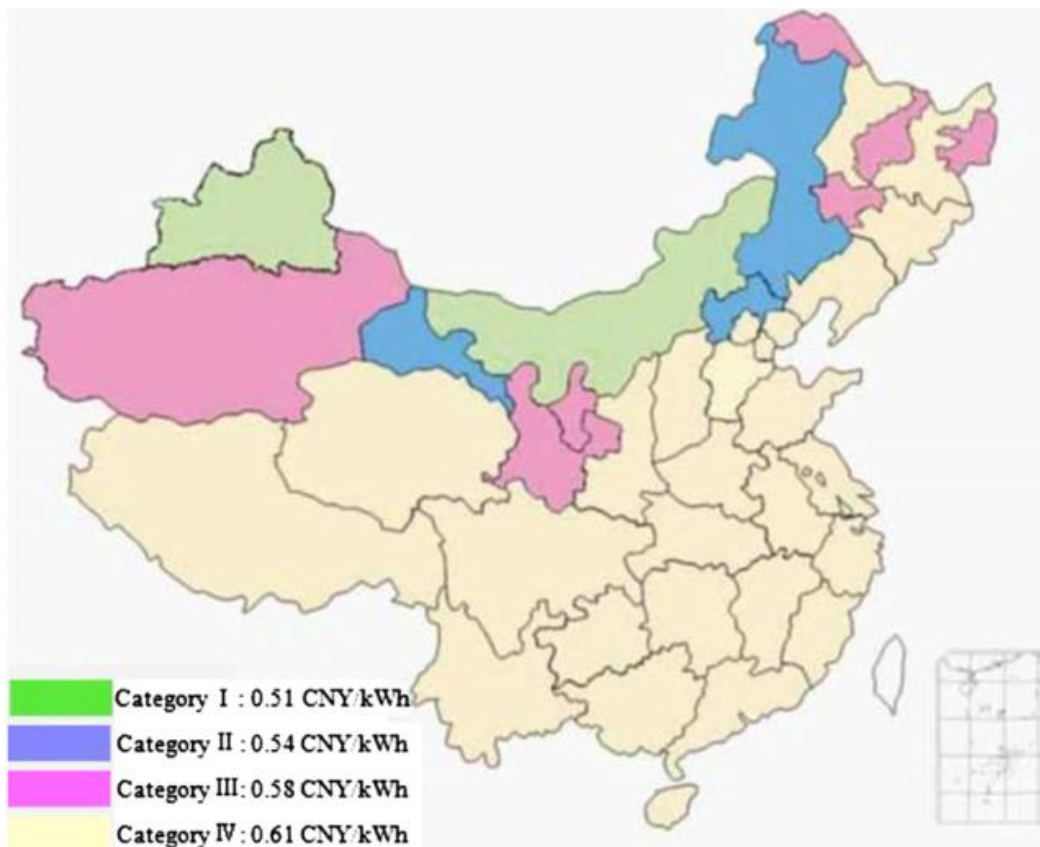 Category Ⅰ : 0.51 CNY/kWh
Category Ⅱ : 0.54 CNY/kWh
Category Ⅲ: 0.58 CNY/kWh
Category Ⅳ : 0.61 CNY/kWh